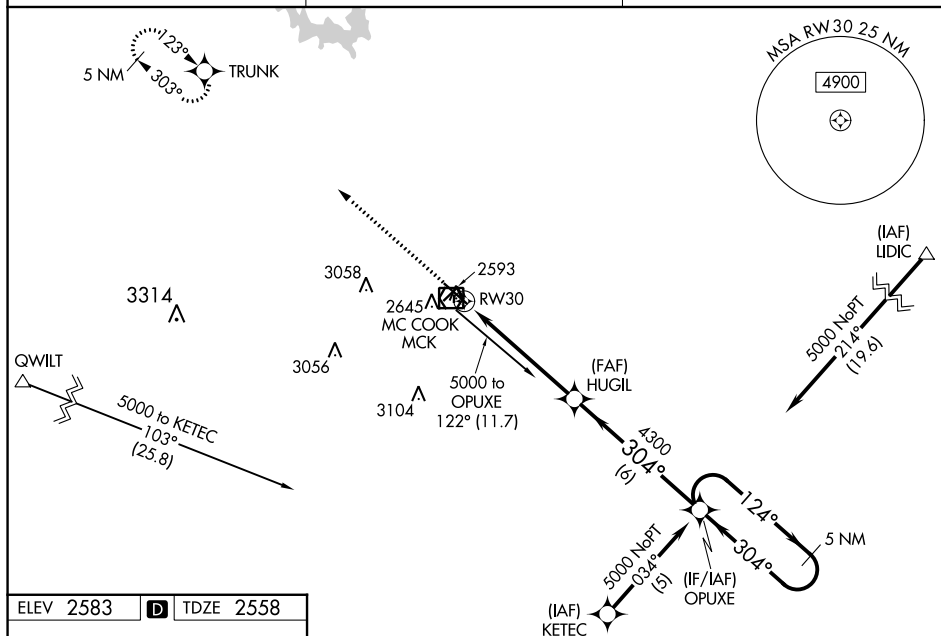 123°
5 NM
303°
TRUNK
MSA RW30 25 NM
4900
(IAF)
LIDIC
5000 NoPT
214°
(19.6)
2593
3058
2645
RW30
MC COOK
MCK
3314
3056
3104
5000 to
OPUXE
122° (11.7)
(FAF)
HUGIL
QWILT
5000 to KETEC
103°
(25.8)
4300
304°
(6)
124°
304°
5 NM
5000 NoPT
034°
(5)
(IF/IAF)
OPUXE
(IAF)
KETEC
ELEV 2583 D TDZE 2558